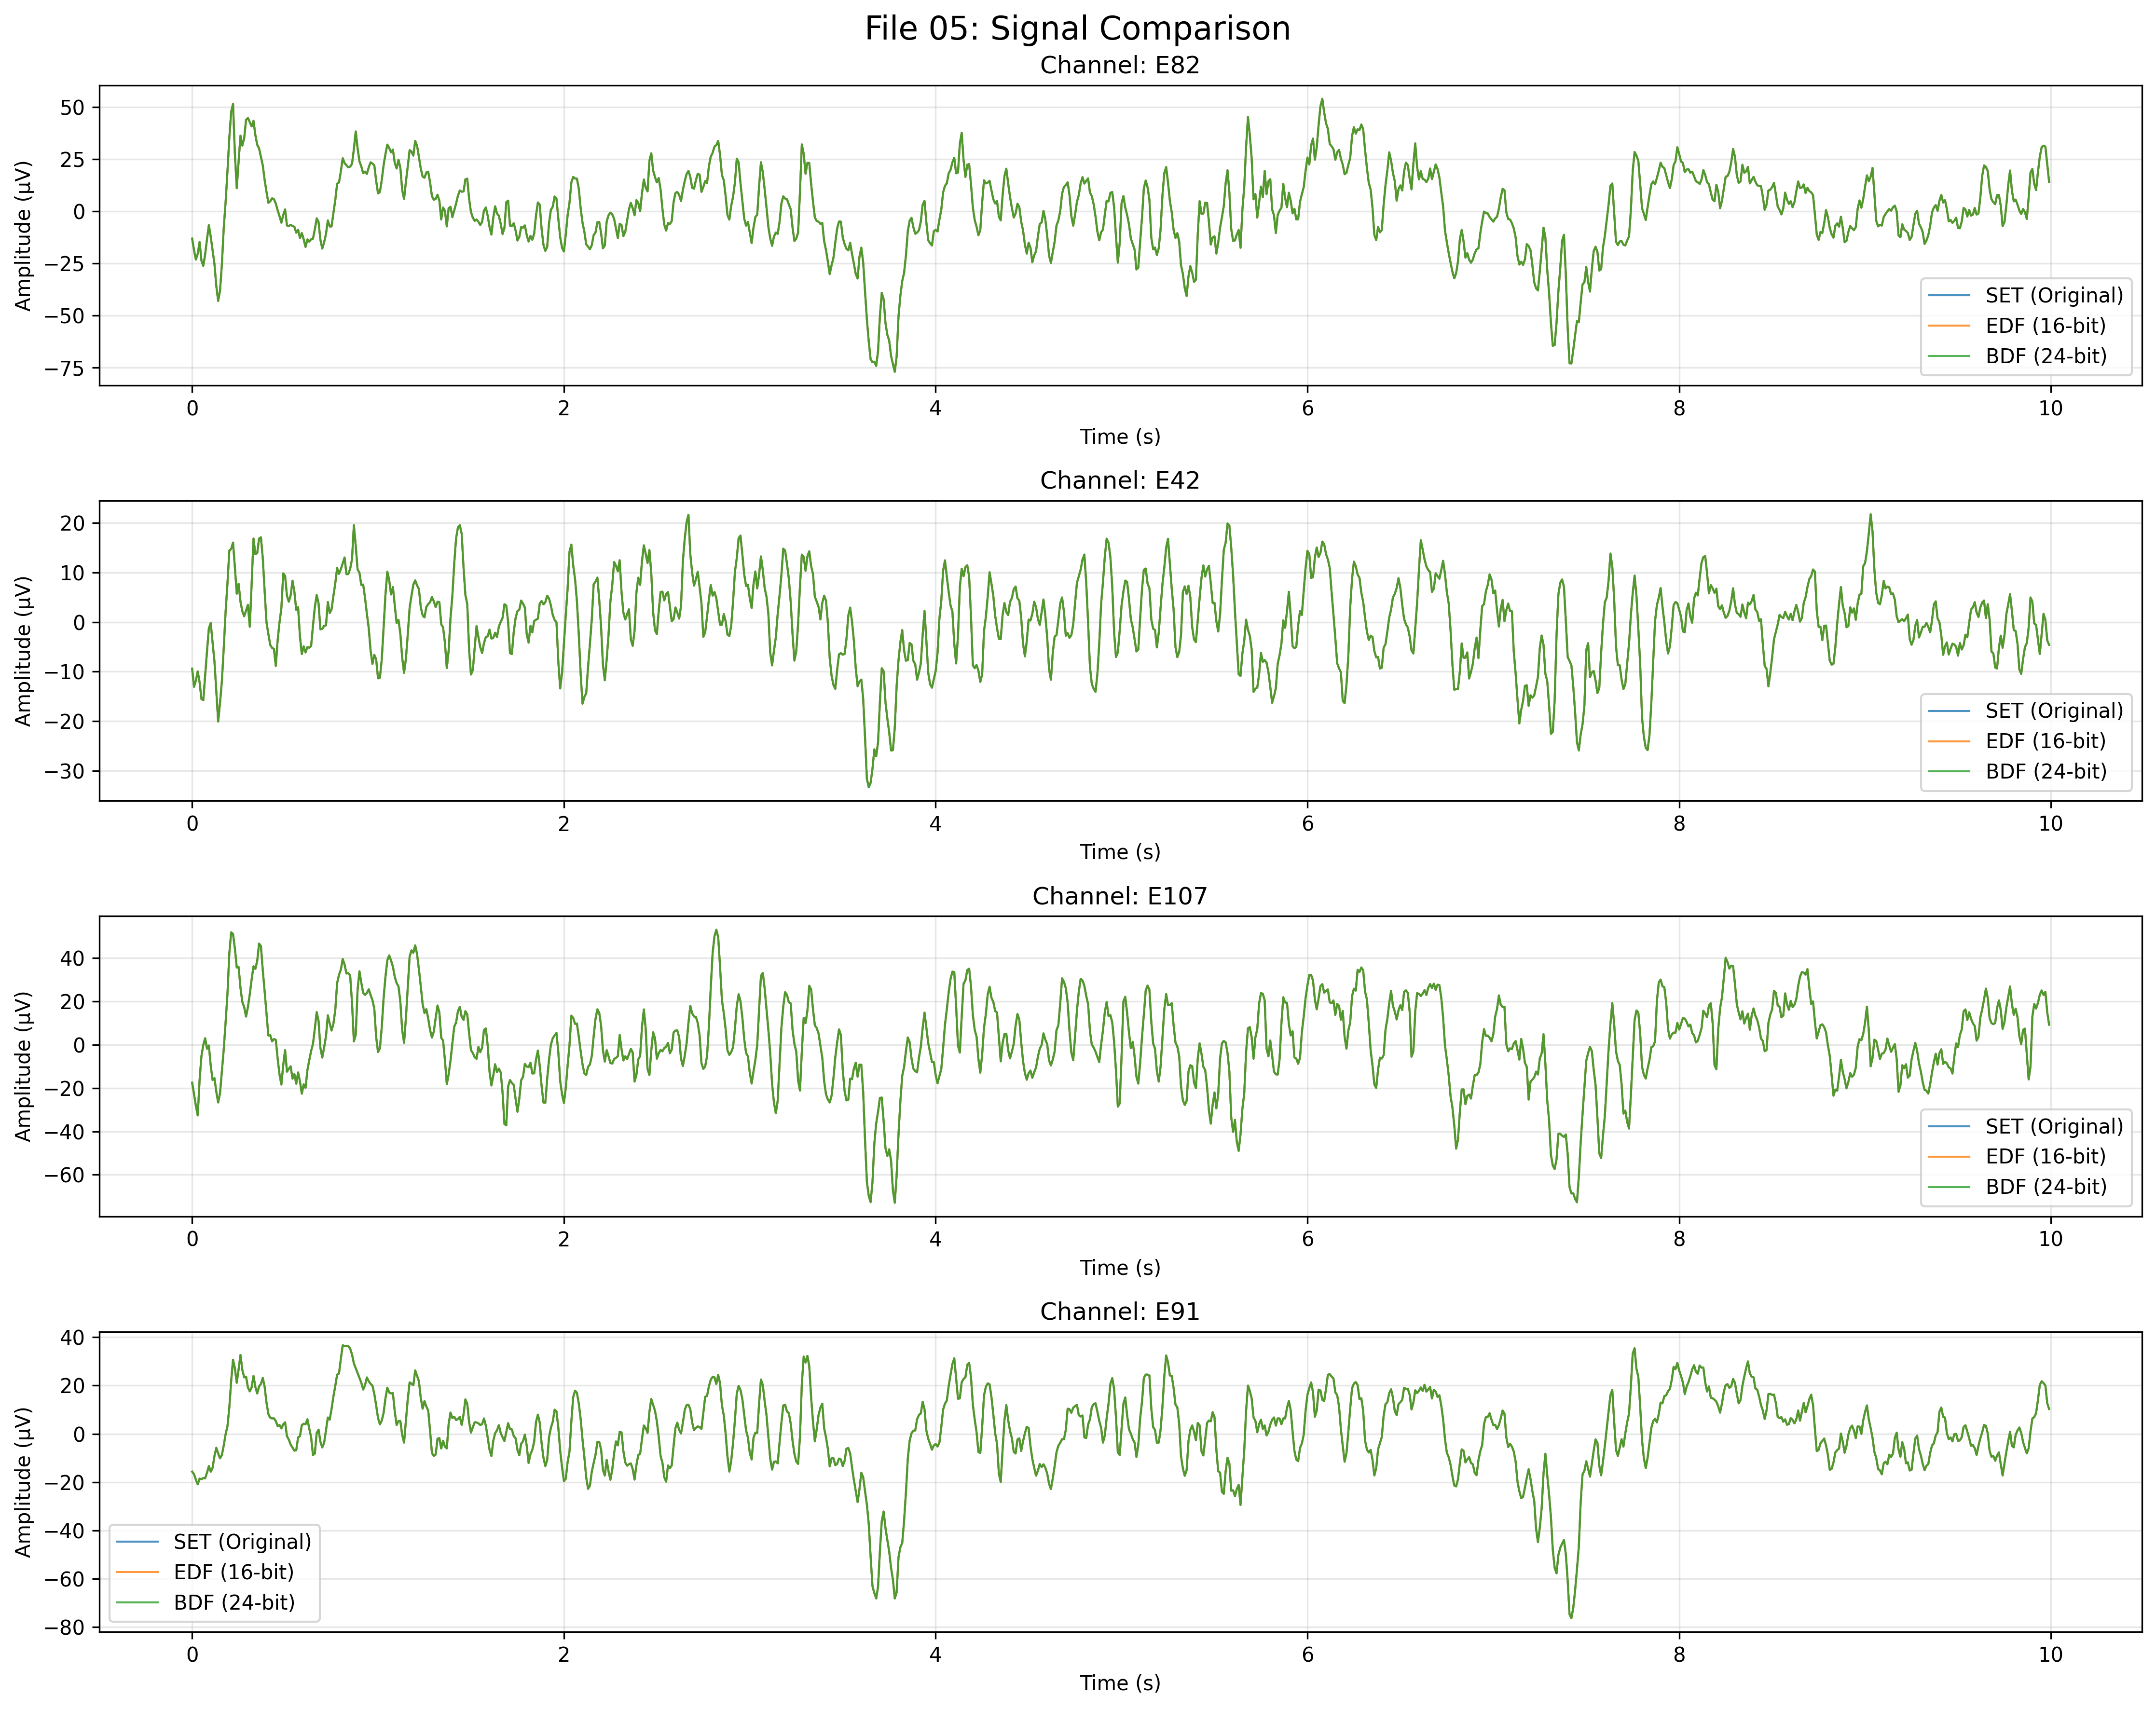 File 05: Signal Comparison
Channel: E82
50
25
0
−25
−50
−75
Amplitude (µV)
SET (Original)
EDF (16-bit)
BDF (24-bit)
0 2 4 6 8 10
Time (s)
Channel: E42
20
10
0
−10
−20
−30
Amplitude (µV)
SET (Original)
EDF (16-bit)
BDF (24-bit)
0 2 4 6 8 10
Time (s)
Channel: E107
40
20
0
−20
−40
−60
Amplitude (µV)
SET (Original)
EDF (16-bit)
BDF (24-bit)
0 2 4 6 8 10
Time (s)
Channel: E91
40
20
0
−20
−40
−60
−80
Amplitude (µV)
SET (Original)
EDF (16-bit)
BDF (24-bit)
0 2 4 6 8 10
Time (s)